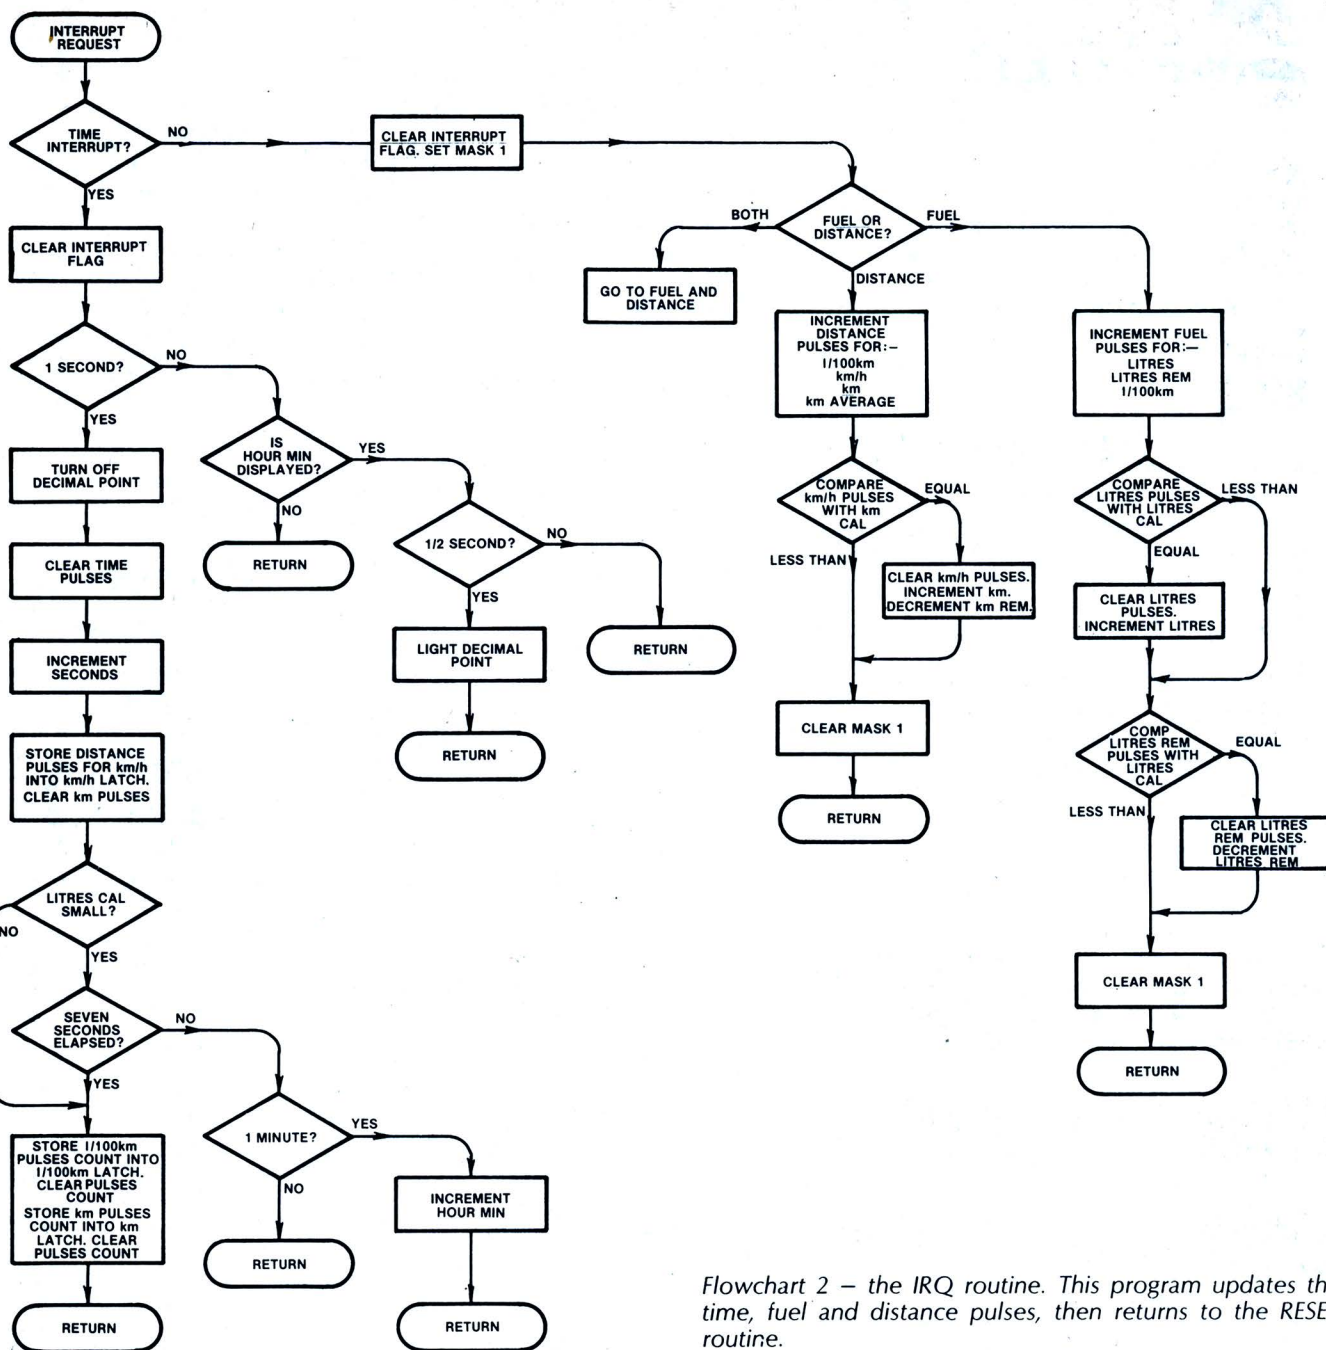 INTERRUPT
REQUEST
TIME
INTERRUPT?
NO
YES
CLEAR INTERRUPT
FLAG. SET MASK 1
CLEAR INTERRUPT
FLAG
1 SECOND?
NO
YES
TURN OFF
DECIMAL POINT
CLEAR TIME
PULSES
INCREMENT
SECONDS
STORE DISTANCE
PULSES FOR km/h
INTO km/h LATCH.
CLEAR km PULSES
LITRES CAL
SMALL?
NO
YES
SEVEN
SECONDS
ELAPSED?
NO
YES
STORE l/100km
PULSES COUNT INTO
l/100km LATCH.
CLEAR PULSES
COUNT
STORE km PULSES
COUNT INTO km
LATCH. CLEAR
PULSES COUNT
RETURN
IS
HOUR MIN
DISPLAYED?
YES
NO
RETURN
1/2 SECOND?
NO
YES
LIGHT DECIMAL
POINT
RETURN
RETURN
1 MINUTE?
YES
NO
RETURN
INCREMENT
HOUR MIN
RETURN
FUEL OR
DISTANCE?
BOTH
FUEL
DISTANCE
GO TO FUEL AND
DISTANCE
INCREMENT
DISTANCE
PULSES FOR:—
l/100km
km/h
km
km AVERAGE
COMPARE
km/h PULSES
WITH km
CAL
EQUAL
LESS THAN
CLEAR km/h PULSES.
INCREMENT km.
DECREMENT km REM.
CLEAR MASK 1
RETURN
INCREMENT FUEL
PULSES FOR:—
LITRES
LITRES REM
l/100km
COMPARE
LITRES PULSES
WITH LITRES
CAL
LESS THAN
EQUAL
CLEAR LITRES
PULSES.
INCREMENT LITRES
COMP
LITRES REM
PULSES WITH
LITRES
CAL
EQUAL
LESS THAN
CLEAR LITRES
REM PULSES.
DECREMENT
LITRES REM
CLEAR MASK 1
RETURN
Flowchart 2 – the IRQ routine. This program updates th
time, fuel and distance pulses, then returns to the RESE
routine.